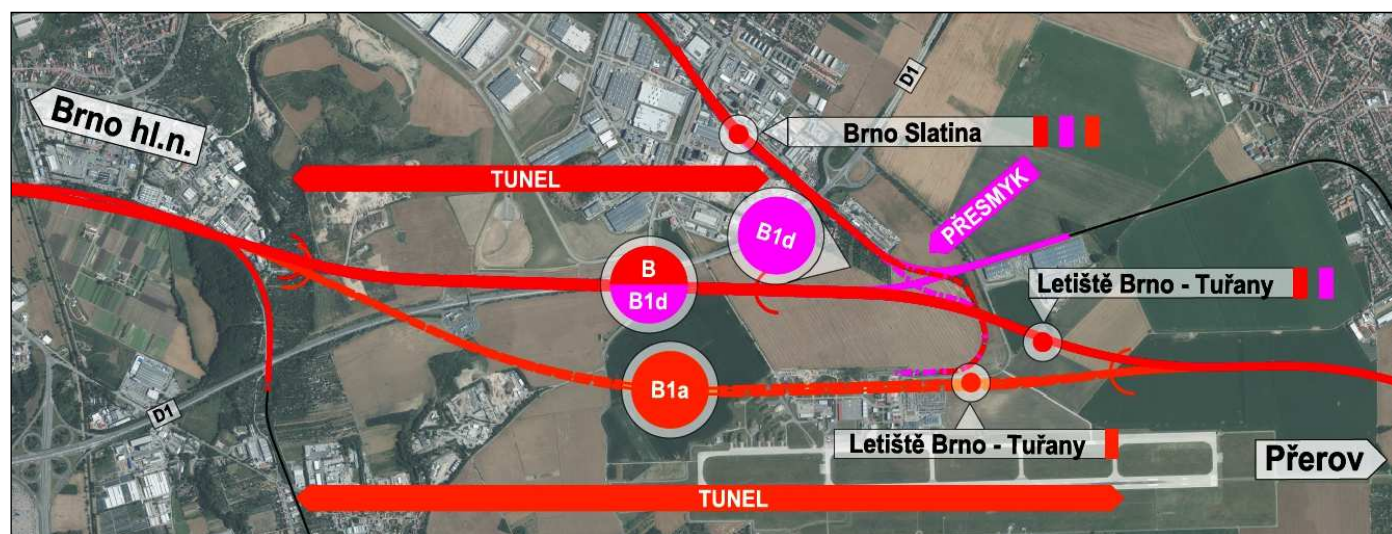 D1
Brno hl.n.
Brno Slatina
TUNEL
PŘESMYK
B1d
B
B1d
Letiště Brno - Tuřany
B1a
D1
Letiště Brno - Tuřany
Přerov
TUNEL